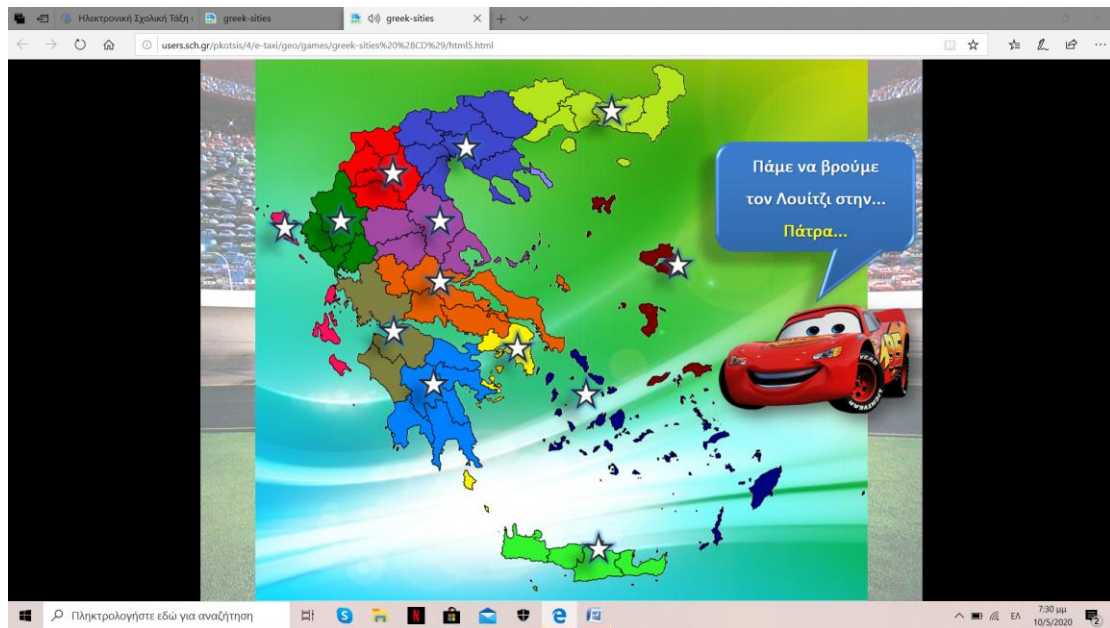 Ηλεκτρονική Σχολική Τάξη
greek-sities
greek-sities
users.sch.gr/pkotsis/4/e-taxi/geo/games/greek-sities%20%28CD%29/html5.html
Πάμε να βρούμε
τον Λουίτζι στην...
Πάτρα...
Πληκτρολογήστε εδώ για αναζήτηση
ΕΛ
7:30 μμ
10/5/2020
2